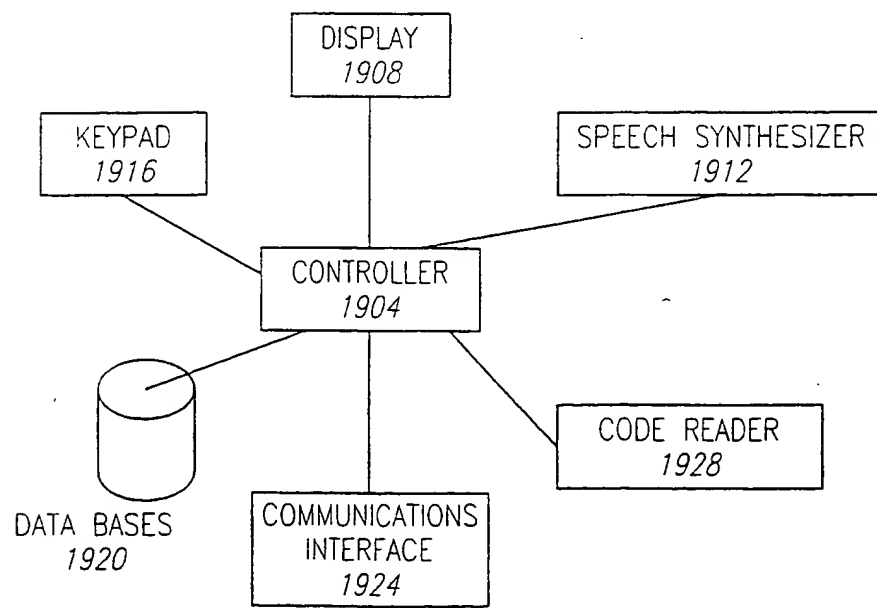 DISPLAY
1908
KEYPAD
1916
SPEECH SYNTHESIZER
1912
CONTROLLER
1904
CODE READER
1928
DATA BASES
1920
COMMUNICATIONS
INTERFACE
1924